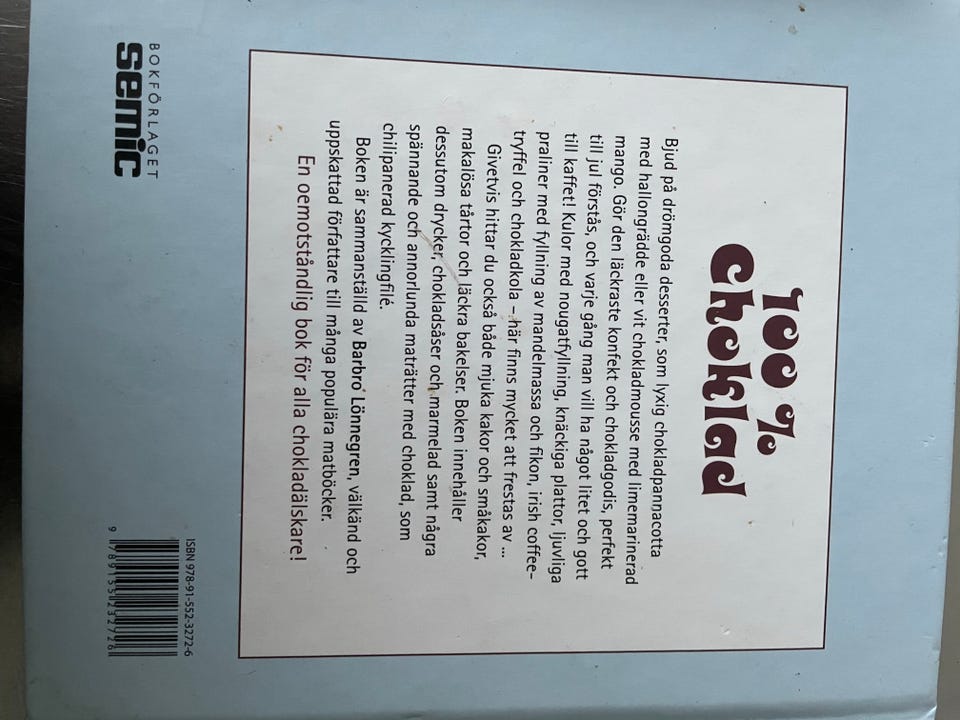 100 %
choklad
Bjud på drömgoda desserter, som lyxig chokladpannacotta
med hallongrädde eller vit chokladmousse med limemarinerad
mango. Gör den läckraste konfekt och chokladgodis, perfekt
till jul förstås, och varje gång man vill ha något litet och gott
till kaffet! Kulor med nougatfyllning, knäckiga plattor, ljuvliga
praliner med fyllning av mandelmassa och fikon, irish coffee-
tryffel och chokladkola – här finns mycket att frestas av ...
Givetvis hittar du också både mjuka kakor och småkakor,
makalösa tårtor och läckra bakelser. Boken innehåller
dessutom drycker, chokladsåser och marmelad samt några
spännande och annorlunda maträtter med choklad, som
chilipanerad kycklingfilé.
Boken är sammanställd av Barbro Lönnegren, välkänd och
uppskattad författare till många populära matböcker.
En oemotståndlig bok för alla chokladälskare!
BOKFÖRLAGET
semic
ISBN 978-91-552-3272-6
9 789155 232726